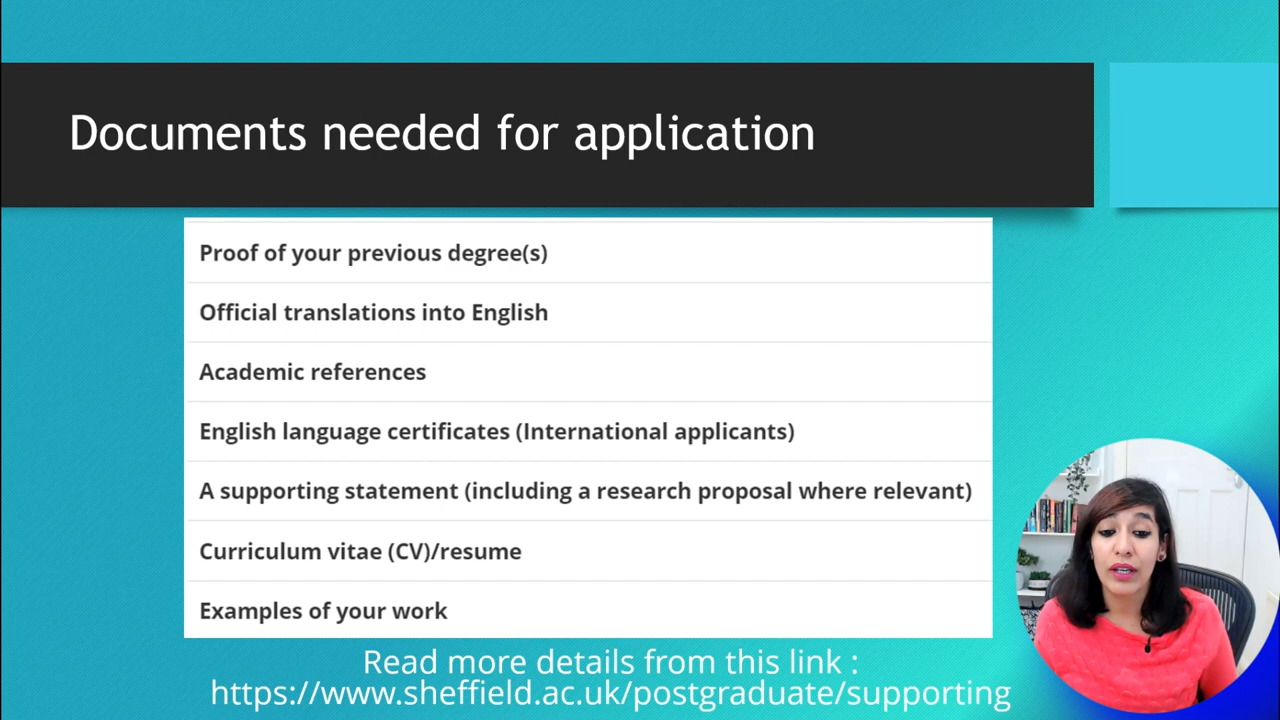 Documents needed for application
Proof of your previous degree(s)
Official translations into English
Academic references
English language certificates (International applicants)
A supporting statement (including a research proposal where relevant)
Curriculum vitae (CV)/resume
Examples of your work
Read more details from this link :
https://www.sheffield.ac.uk/postgraduate/supporting